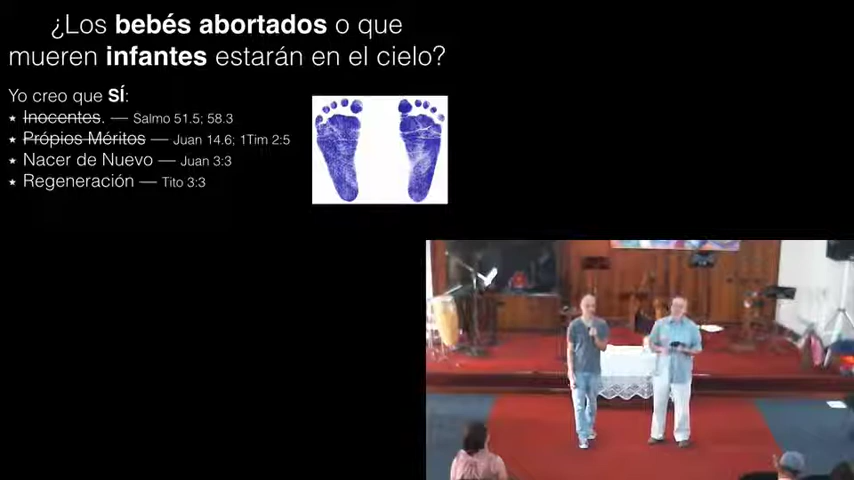 ¿Los bebés abortados o que
mueren infantes estarán en el cielo?
Yo creo que SÍ:
★ Inocentes. — Salmo 51.5; 58.3
★ Própios Méritos — Juan 14.6; 1Tim 2:5
★ Nacer de Nuevo — Juan 3:3
★ Regeneración — Tito 3:3